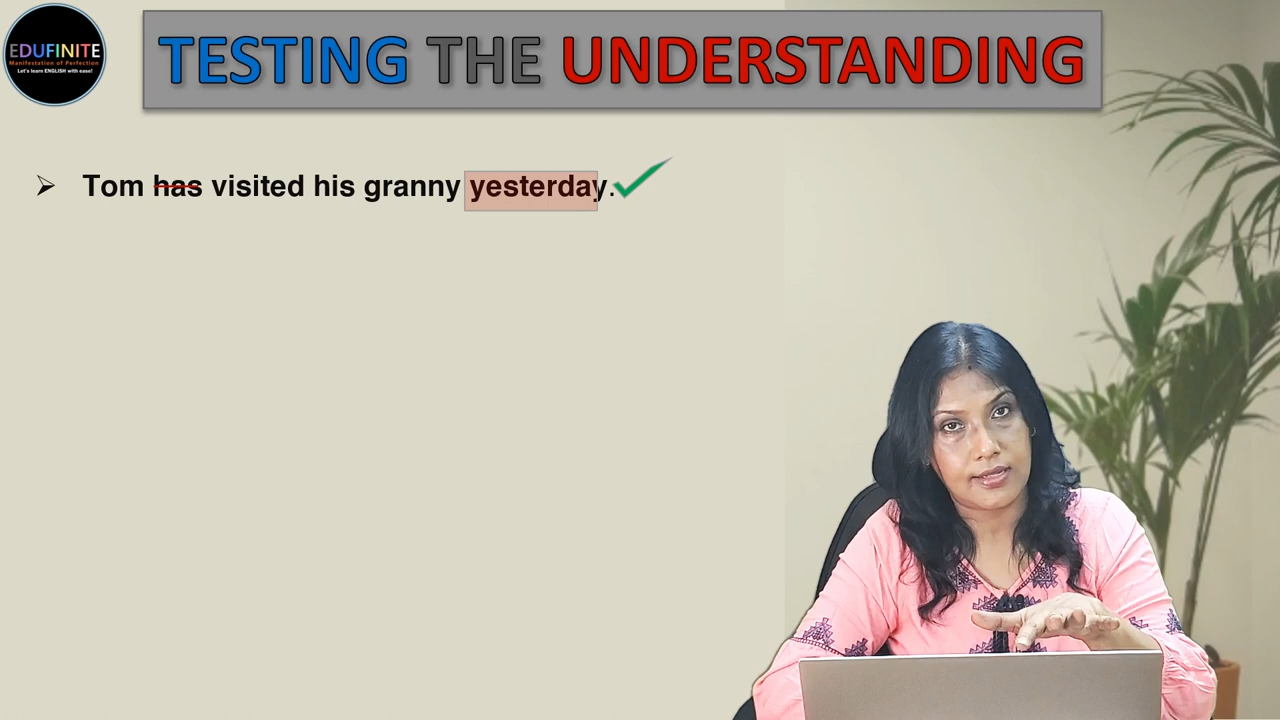 EDUFINITE
Manifestation of Perfection
Let's learn ENGLISH with ease!
TESTING THE UNDERSTANDING
Tom has visited his granny yesterday.